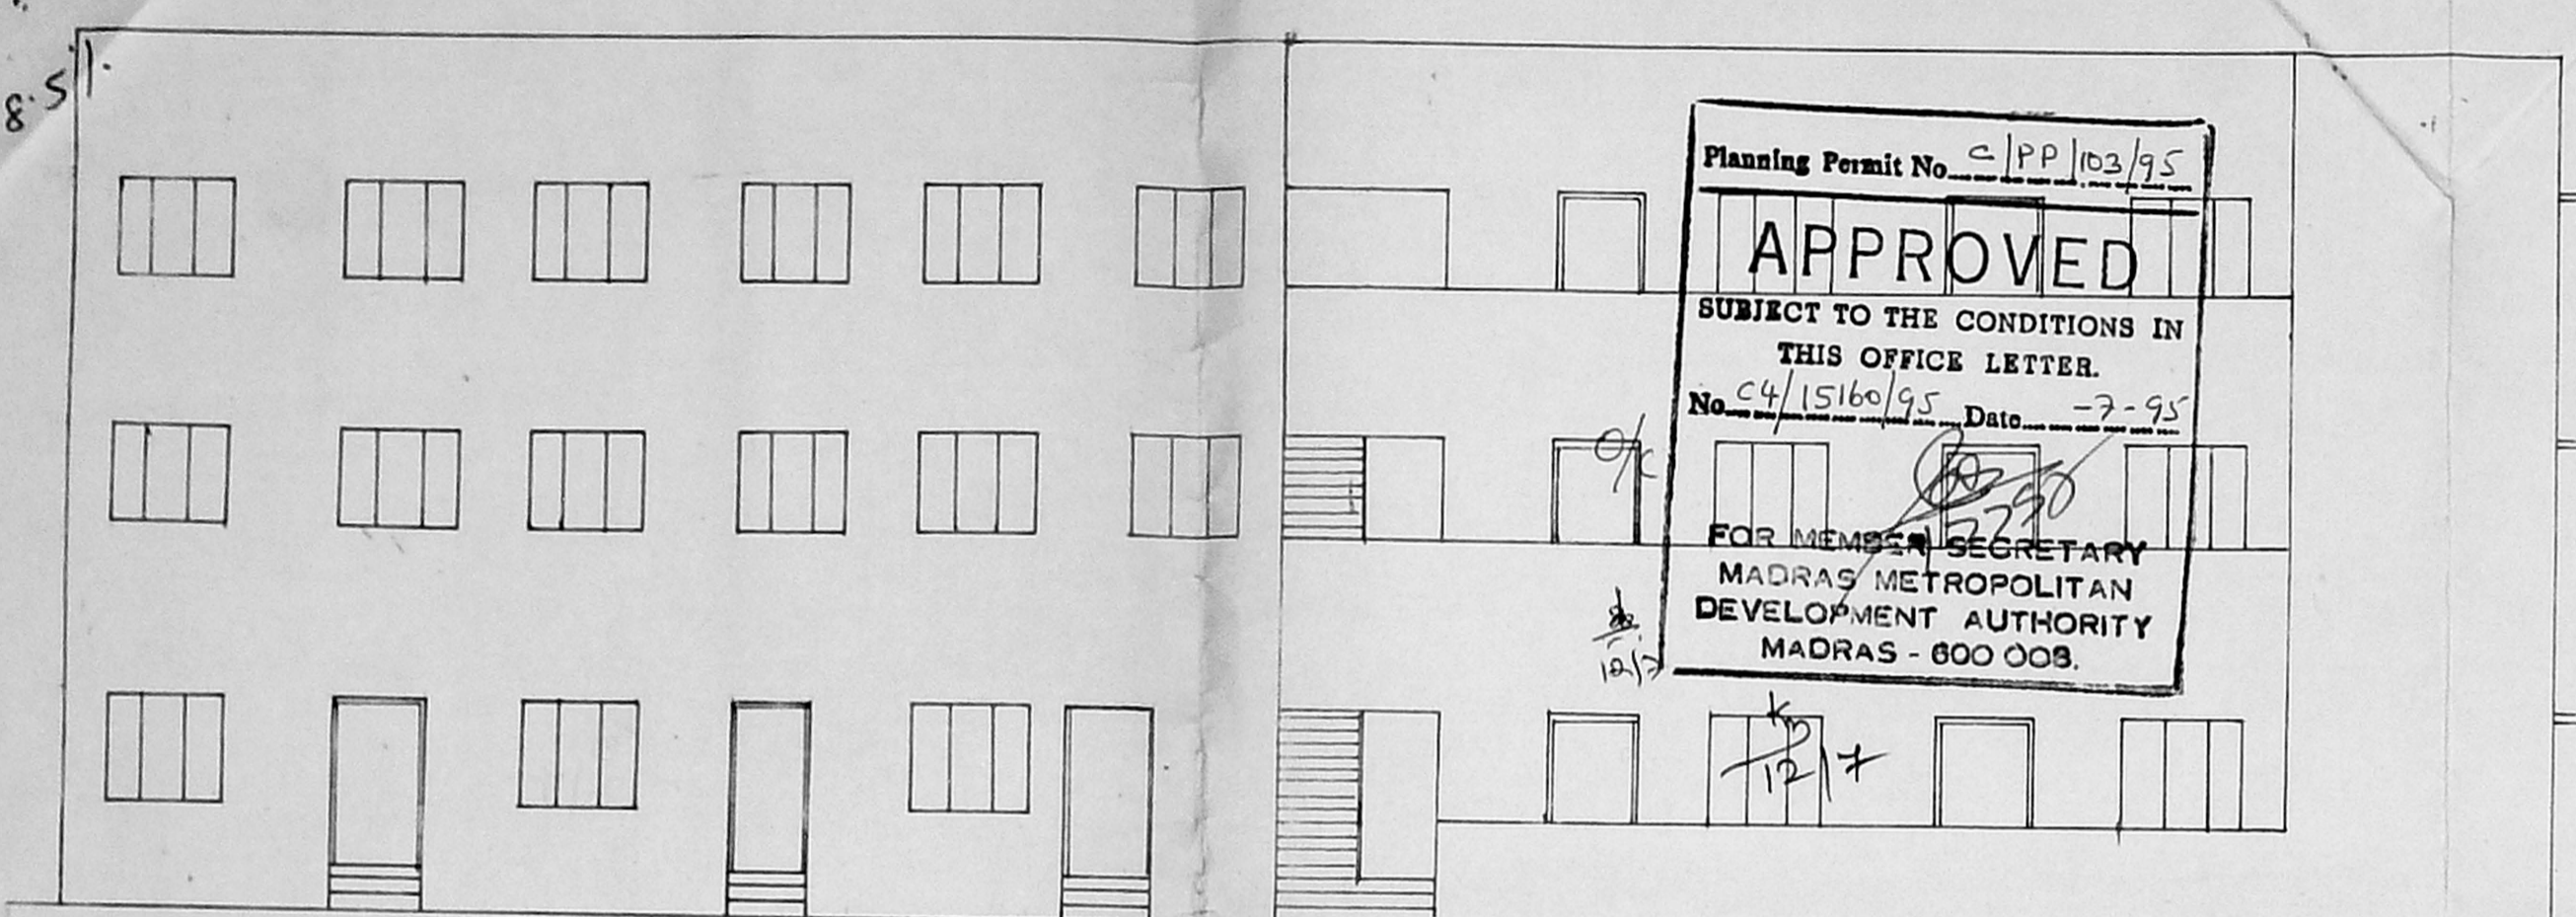 8.5
Planning Permit No C/PP/103/95
APPROVED
SUBJECT TO THE CONDITIONS IN
THIS OFFICE LETTER.
No C4/15160/95 Date -7-95
O/C
FOR MEMBER SECRETARY
MADRAS METROPOLITAN
DEVELOPMENT AUTHORITY
MADRAS - 600 008.
12/7
12/7